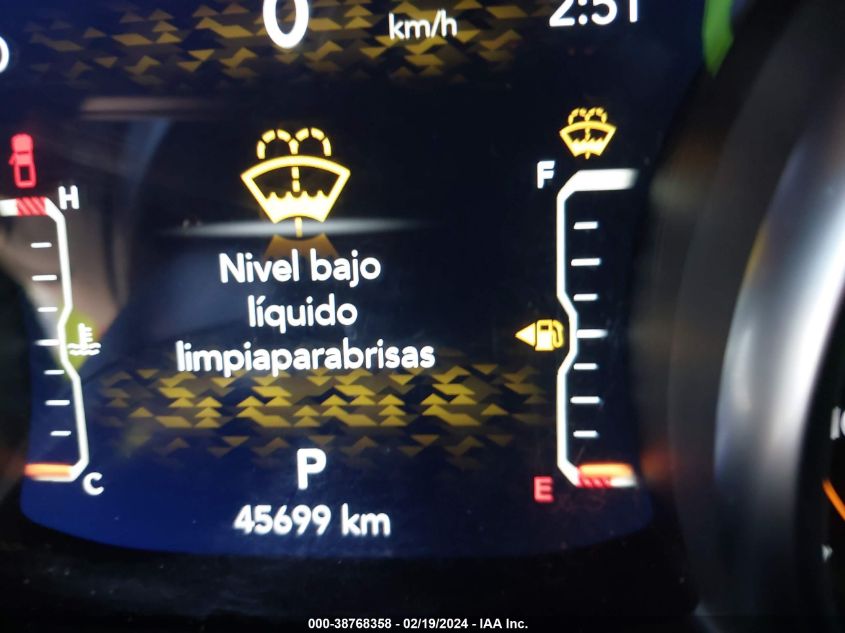 0 km/h 2:51
F
H
Nivel bajo
líquido
limpiaparabrisas
P
C
E
45699 km
000-38768358 - 02/19/2024 - IAA Inc.